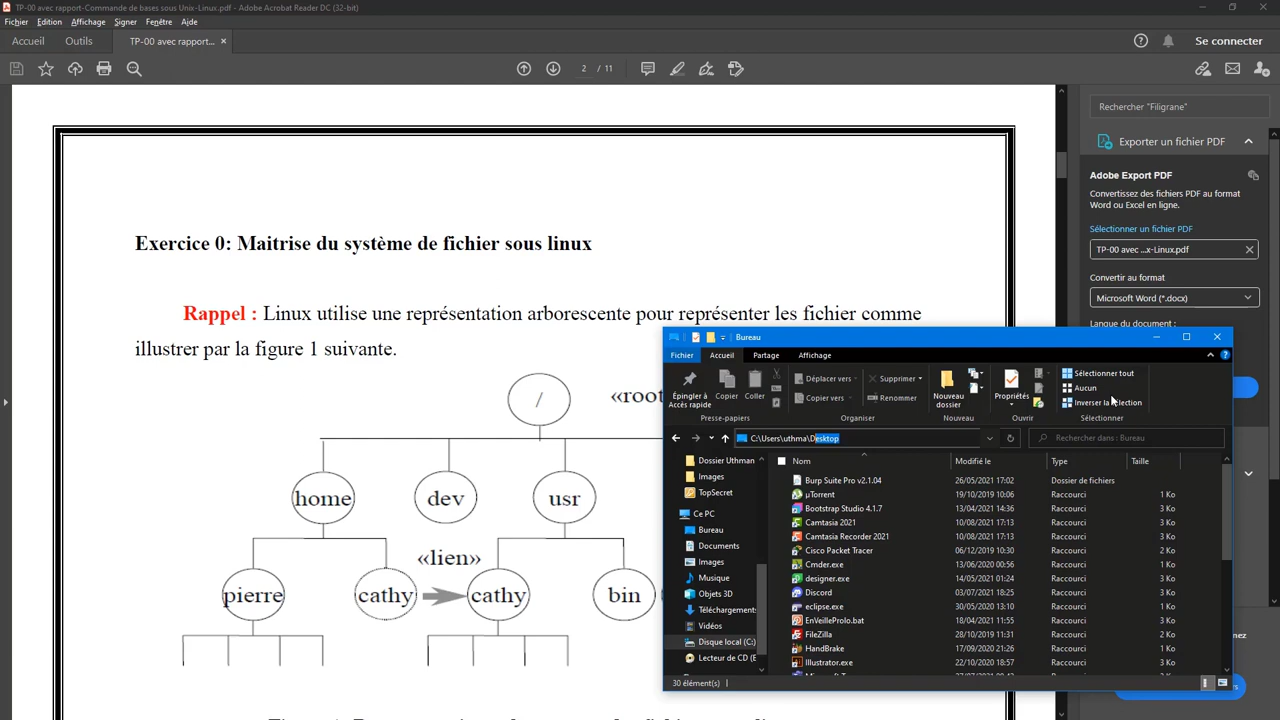 TP-00 avec rapport-Commande de bases sous Unix-Linux.pdf - Adobe Acrobat Reader DC (32-bit)
Fichier Edition Affichage Signer Fenêtre Aide
Accueil Outils TP-00 avec rapport... × Se connecter
2 / 11
Rechercher "Filigrane"
Exporter un fichier PDF
Adobe Export PDF
Convertissez des fichiers PDF au format
Word ou Excel en ligne.
Sélectionner un fichier PDF
TP-00 avec ...x-Linux.pdf
Convertir au format
Microsoft Word (*.docx)
Langue du document :
Exercice 0: Maitrise du système de fichier sous linux
Rappel : Linux utilise une représentation arborescente pour représenter les fichier comme
illustrer par la figure 1 suivante.
/ «root
home dev usr
«lien»
pierre cathy cathy bin
Bureau
Fichier Accueil Partage Affichage
Épingler à
Accès rapide
Copier Coller
Déplacer vers
Copier vers
Supprimer
Renommer
Nouveau
dossier
Propriétés
Sélectionner tout
Aucun
Inverser la sélection
Presse-papiers Organiser Nouveau Ouvrir Sélectionner
C:\Users\uthma\Desktop Rechercher dans : Bureau
Nom Modifié le Type Taille
Dossier Uthman
Images
TopSecret
Ce PC
Bureau
Documents
Images
Musique
Objets 3D
Téléchargements
Vidéos
Disque local (C:)
Lecteur de CD (E
Burp Suite Pro v2.1.04 26/05/2021 17:02 Dossier de fichiers
µTorrent 19/10/2019 10:06 Raccourci 1 Ko
Bootstrap Studio 4.1.7 13/04/2021 14:36 Raccourci 3 Ko
Camtasia 2021 10/08/2021 17:13 Raccourci 3 Ko
Camtasia Recorder 2021 10/08/2021 17:13 Raccourci 3 Ko
Cisco Packet Tracer 06/12/2019 10:30 Raccourci 2 Ko
Cmder.exe 13/06/2020 00:56 Raccourci 1 Ko
designer.exe 14/05/2021 01:24 Raccourci 3 Ko
Discord 03/07/2021 18:25 Raccourci 3 Ko
eclipse.exe 30/05/2020 13:10 Raccourci 1 Ko
EnVeilleProlo.bat 18/04/2021 11:55 Raccourci 3 Ko
FileZilla 28/10/2019 11:31 Raccourci 2 Ko
HandBrake 17/09/2020 21:26 Raccourci 1 Ko
Illustrator.exe 22/10/2020 18:57 Raccourci 3 Ko
30 élément(s)